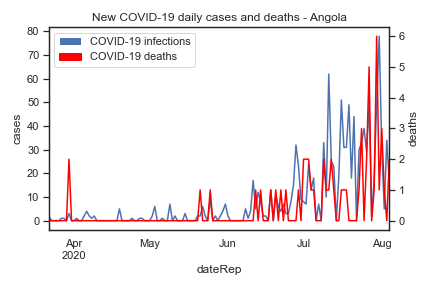 New COVID-19 daily cases and deaths - Angola
COVID-19 infections
COVID-19 deaths
cases
80
70
60
50
40
30
20
10
0
deaths
6
5
4
3
2
1
0
Apr
2020
May
Jun
Jul
Aug
dateRep